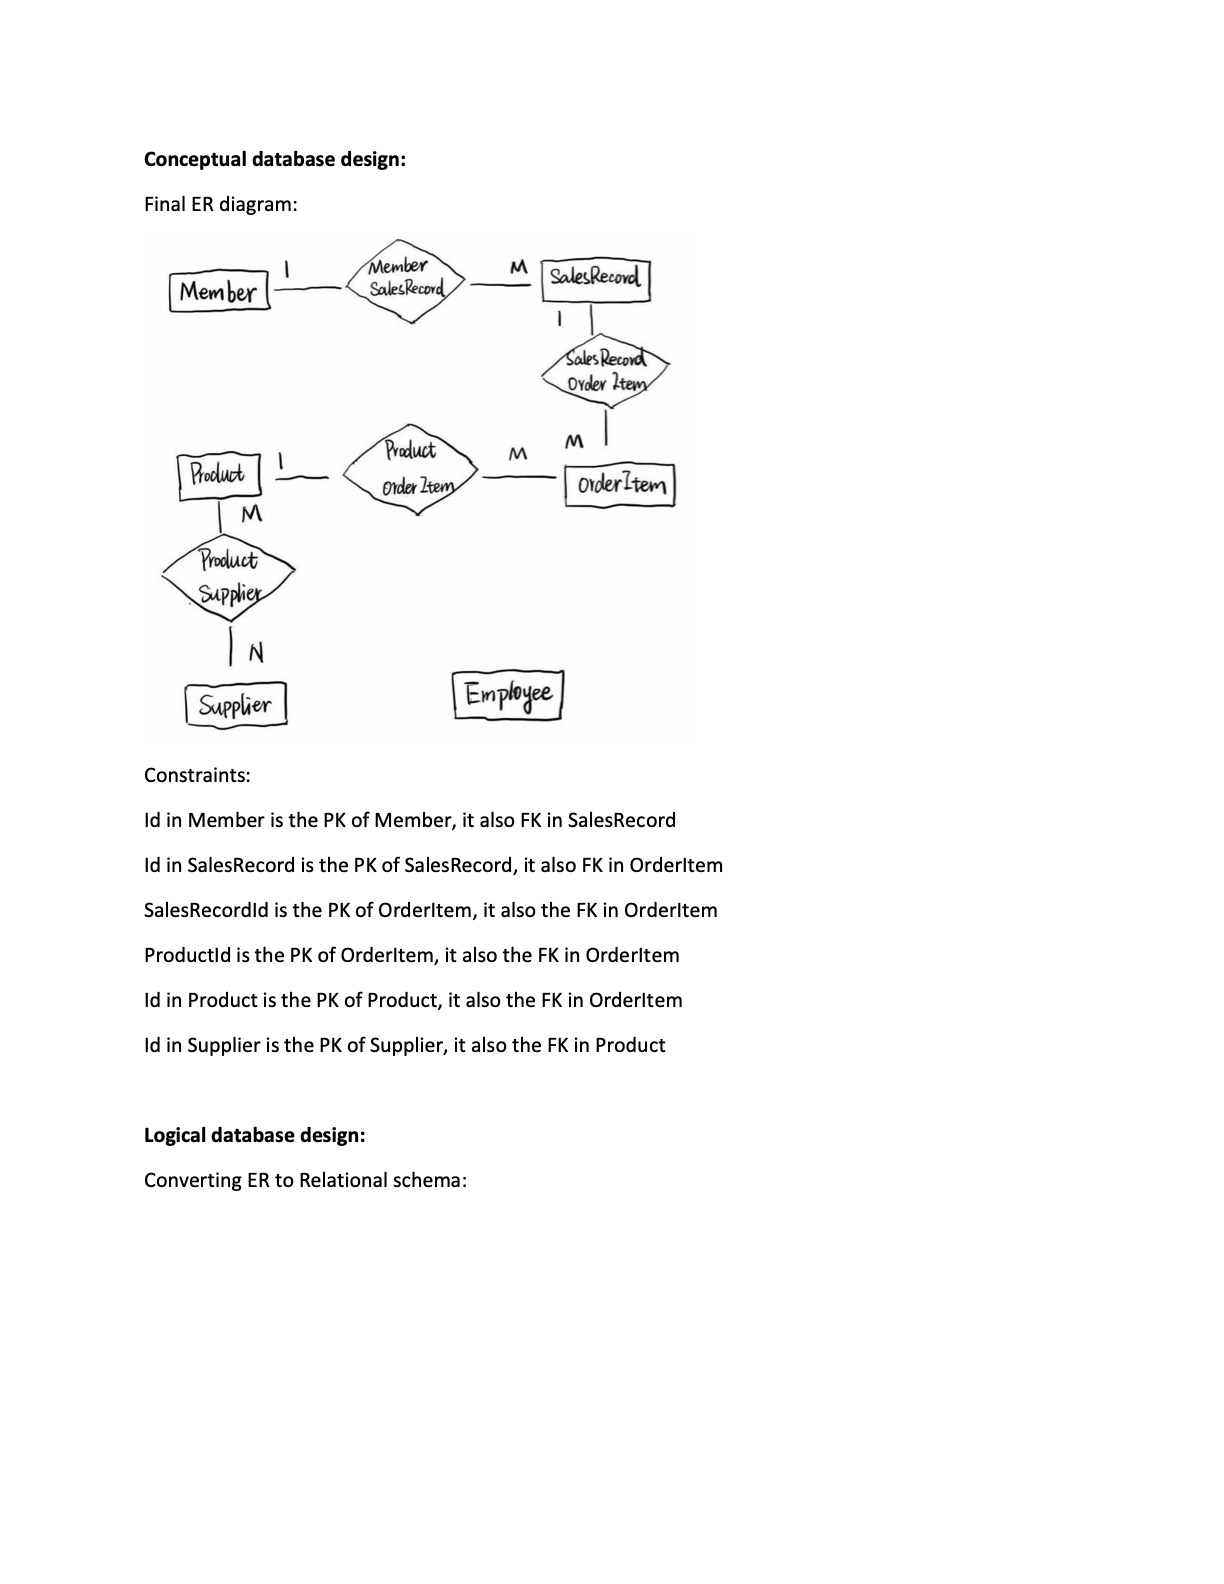 Conceptual database design:
Final ER diagram:
1
Member
SalesRecord
M
SalesRecord
Member
1
Sales Record
Order Item
M
Product
1
Product
Order Item
M
OrderItem
M
Product
Supplier
N
Supplier
Employee
Constraints:
Id in Member is the PK of Member, it also FK in SalesRecord
Id in SalesRecord is the PK of SalesRecord, it also FK in OrderItem
SalesRecordId is the PK of OrderItem, it also the FK in OrderItem
ProductId is the PK of OrderItem, it also the FK in OrderItem
Id in Product is the PK of Product, it also the FK in OrderItem
Id in Supplier is the PK of Supplier, it also the FK in Product
Logical database design:
Converting ER to Relational schema: